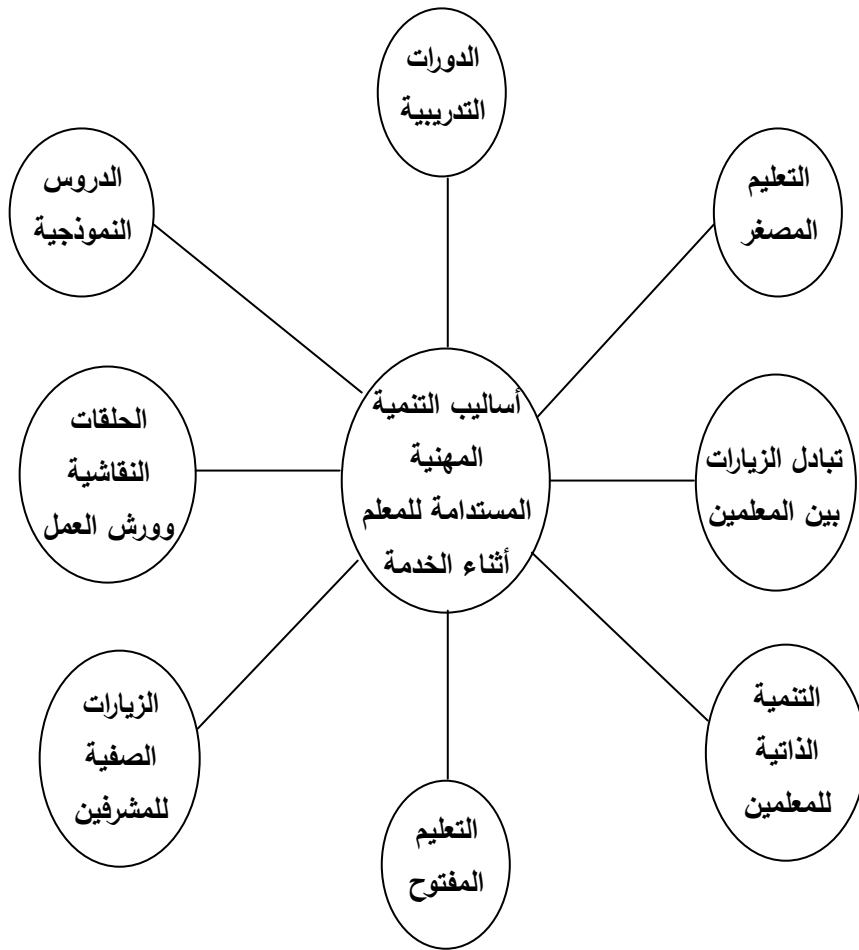 الدورات
التدريبية
التعليم
المصغر
الدروس
النموذجية
أساليب التنمية
المهنية
المستدامة للمعلم
أثناء الخدمة
تبادل الزيارات
بين المعلمين
الحلقات
النقاشية
وورش العمل
التنمية
الذاتية
للمعلمين
الزيارات
الصفية
للمشرفين
التعليم
المفتوح